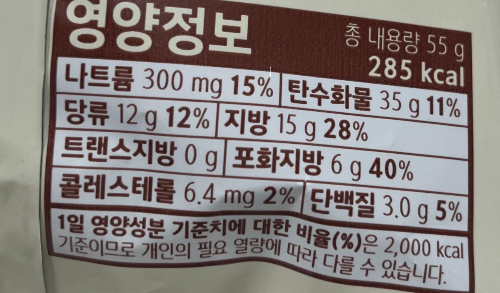 영양정보
총 내용량 55 g
285 kcal
나트륨 300 mg 15% 탄수화물 35 g 11%
당류 12 g 12% 지방 15 g 28%
트랜스지방 0 g 포화지방 6 g 40%
콜레스테롤 6.4 mg 2% 단백질 3.0 g 5%
1일 영양성분 기준치에 대한 비율(%)은 2,000 kcal
기준이므로 개인의 필요 열량에 따라 다를 수 있습니다.